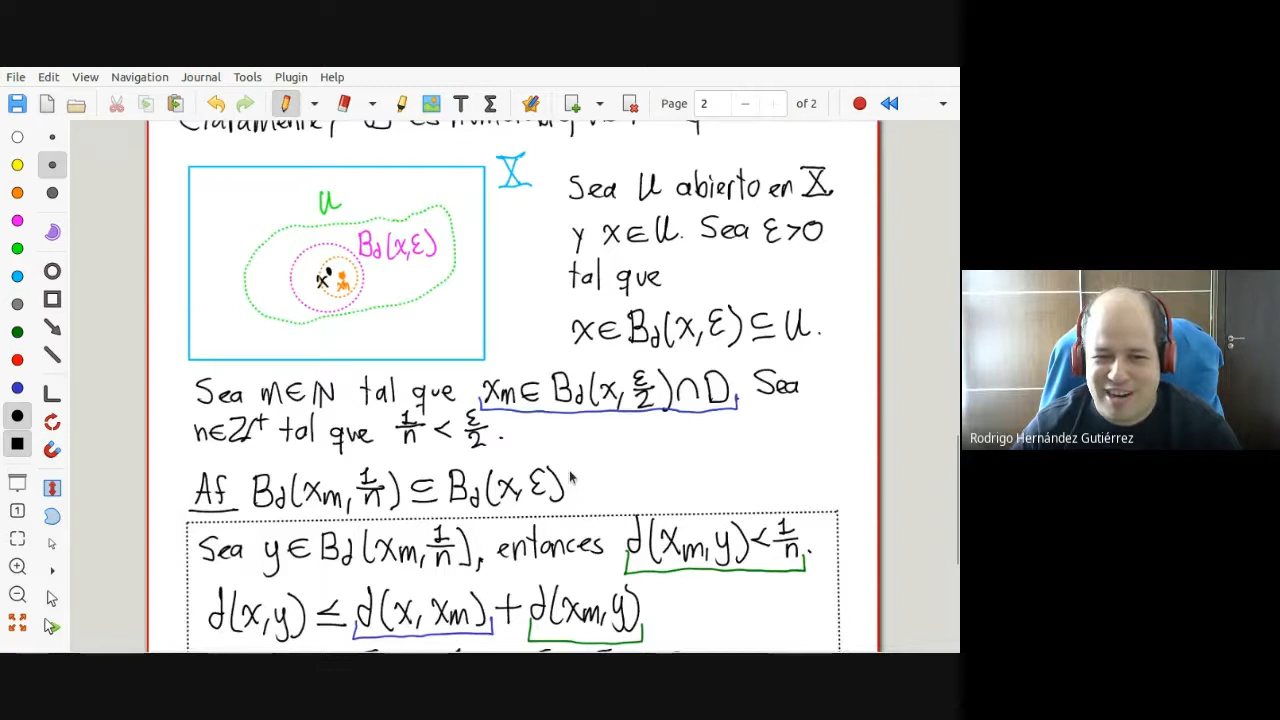 File Edit View Navigation Journal Tools Plugin Help
Page 2 of 2
Claramente, es
X
U
Bd(x,ε)
x
Sea U abierto en X
y x∈U. Sea ε>0
tal que
x∈Bd(x,ε)⊆U.
Sea m∈ℕ tal que xm∈Bd(x,ε/2)∩D. Sea
n∈ℤ+ tal que 1/n < ε/2.
Af Bd(xm,1/n)⊆Bd(x,ε)
Sea y∈Bd(xm,1/n), entonces d(xm,y)<1/n.
d(x,y)≤d(x,xm)+d(xm,y)
Rodrigo Hernández Gutiérrez